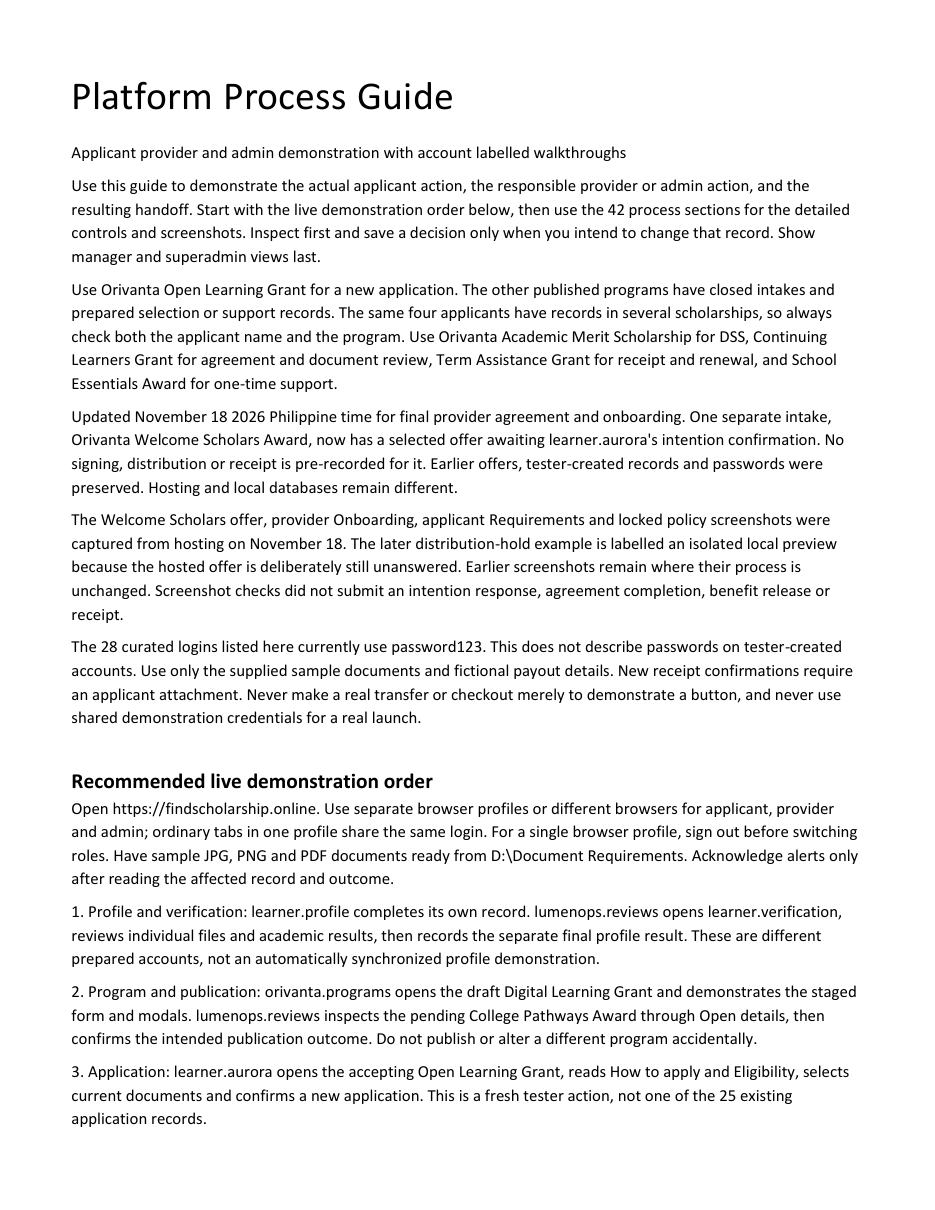 Platform Process Guide
Applicant provider and admin demonstration with account labelled walkthroughs
Use this guide to demonstrate the actual applicant action, the responsible provider or admin action, and the
resulting handoff. Start with the live demonstration order below, then use the 42 process sections for the detailed
controls and screenshots. Inspect first and save a decision only when you intend to change that record. Show
manager and superadmin views last.
Use Orivanta Open Learning Grant for a new application. The other published programs have closed intakes and
prepared selection or support records. The same four applicants have records in several scholarships, so always
check both the applicant name and the program. Use Orivanta Academic Merit Scholarship for DSS, Continuing
Learners Grant for agreement and document review, Term Assistance Grant for receipt and renewal, and School
Essentials Award for one-time support.
Updated November 18 2026 Philippine time for final provider agreement and onboarding. One separate intake,
Orivanta Welcome Scholars Award, now has a selected offer awaiting learner.aurora's intention confirmation. No
signing, distribution or receipt is pre-recorded for it. Earlier offers, tester-created records and passwords were
preserved. Hosting and local databases remain different.
The Welcome Scholars offer, provider Onboarding, applicant Requirements and locked policy screenshots were
captured from hosting on November 18. The later distribution-hold example is labelled an isolated local preview
because the hosted offer is deliberately still unanswered. Earlier screenshots remain where their process is
unchanged. Screenshot checks did not submit an intention response, agreement completion, benefit release or
receipt.
The 28 curated logins listed here currently use password123. This does not describe passwords on tester-created
accounts. Use only the supplied sample documents and fictional payout details. New receipt confirmations require
an applicant attachment. Never make a real transfer or checkout merely to demonstrate a button, and never use
shared demonstration credentials for a real launch.
Recommended live demonstration order
Open https://findscholarship.online. Use separate browser profiles or different browsers for applicant, provider
and admin; ordinary tabs in one profile share the same login. For a single browser profile, sign out before switching
roles. Have sample JPG, PNG and PDF documents ready from D:\Document Requirements. Acknowledge alerts only
after reading the affected record and outcome.
1. Profile and verification: learner.profile completes its own record. lumenops.reviews opens learner.verification,
reviews individual files and academic results, then records the separate final profile result. These are different
prepared accounts, not an automatically synchronized profile demonstration.
2. Program and publication: orivanta.programs opens the draft Digital Learning Grant and demonstrates the staged
form and modals. lumenops.reviews inspects the pending College Pathways Award through Open details, then
confirms the intended publication outcome. Do not publish or alter a different program accidentally.
3. Application: learner.aurora opens the accepting Open Learning Grant, reads How to apply and Eligibility, selects
current documents and confirms a new application. This is a fresh tester action, not one of the 25 existing
application records.